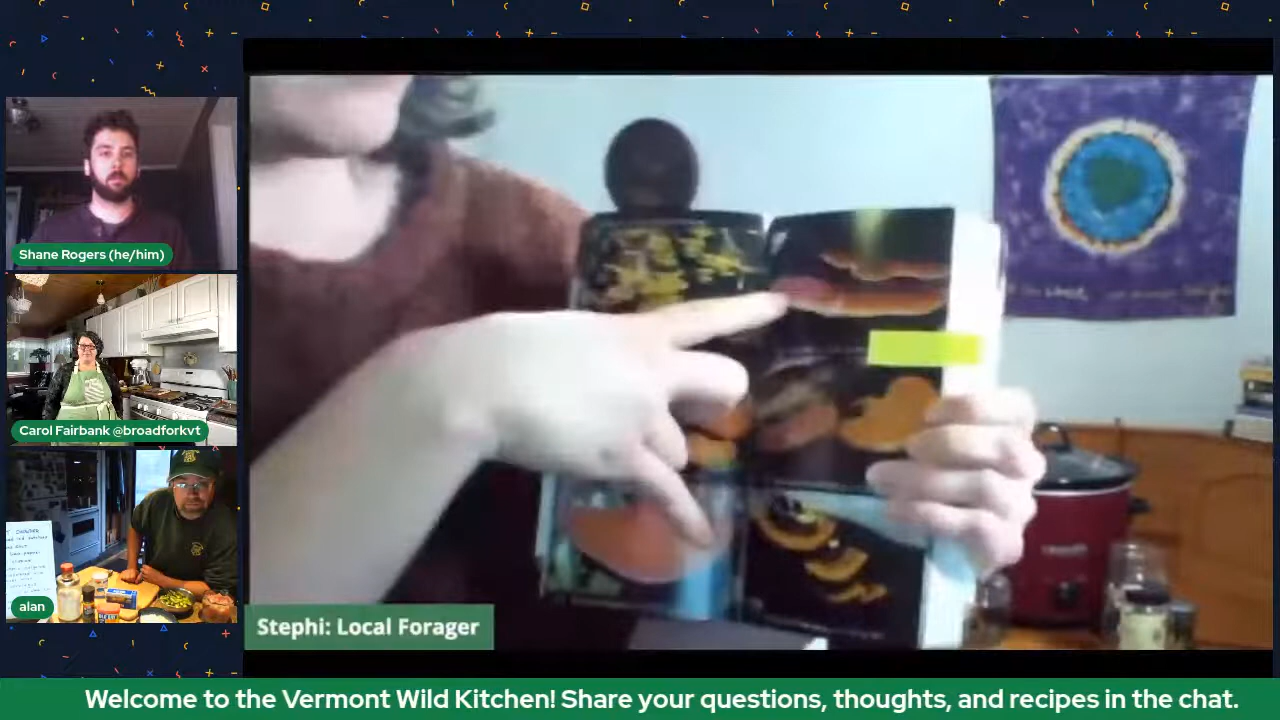 Shane Rogers (he/him)
Carol Fairbank @broadforkvt
alan
Stephi: Local Forager
Welcome to the Vermont Wild Kitchen! Share your questions, thoughts, and recipes in the chat.